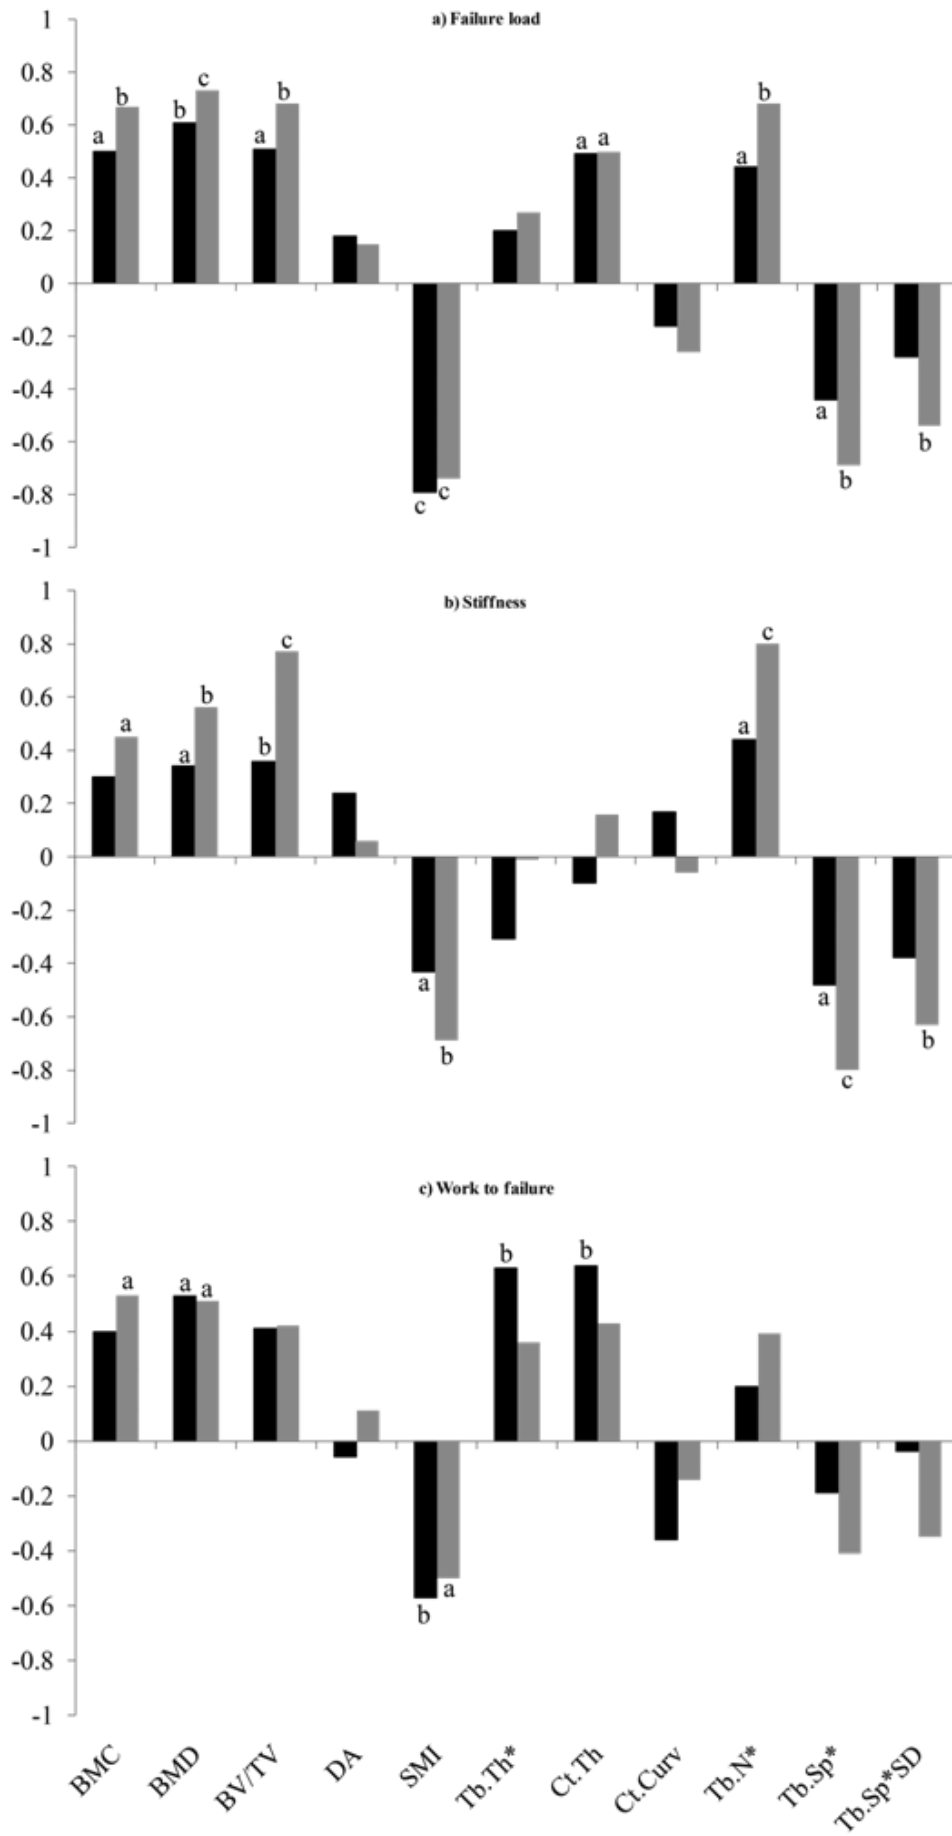 a) Failure load
1
0.8
0.6
0.4
0.2
0
-0.2
-0.4
-0.6
-0.8
-1
a b b c a b a a a b
c c a b b
b) Stiffness
1
0.8
0.6
0.4
0.2
0
-0.2
-0.4
-0.6
-0.8
-1
a a b b c a c
a b a c b
c) Work to failure
1
0.8
0.6
0.4
0.2
0
-0.2
-0.4
-0.6
-0.8
-1
a a a b b
b a
BMC
BMD
BV/TV
DA
SMI
Tb.Th*
Ct.Th
Ct.Curv
Tb.N*
Tb.Sp*
Tb.Sp*SD